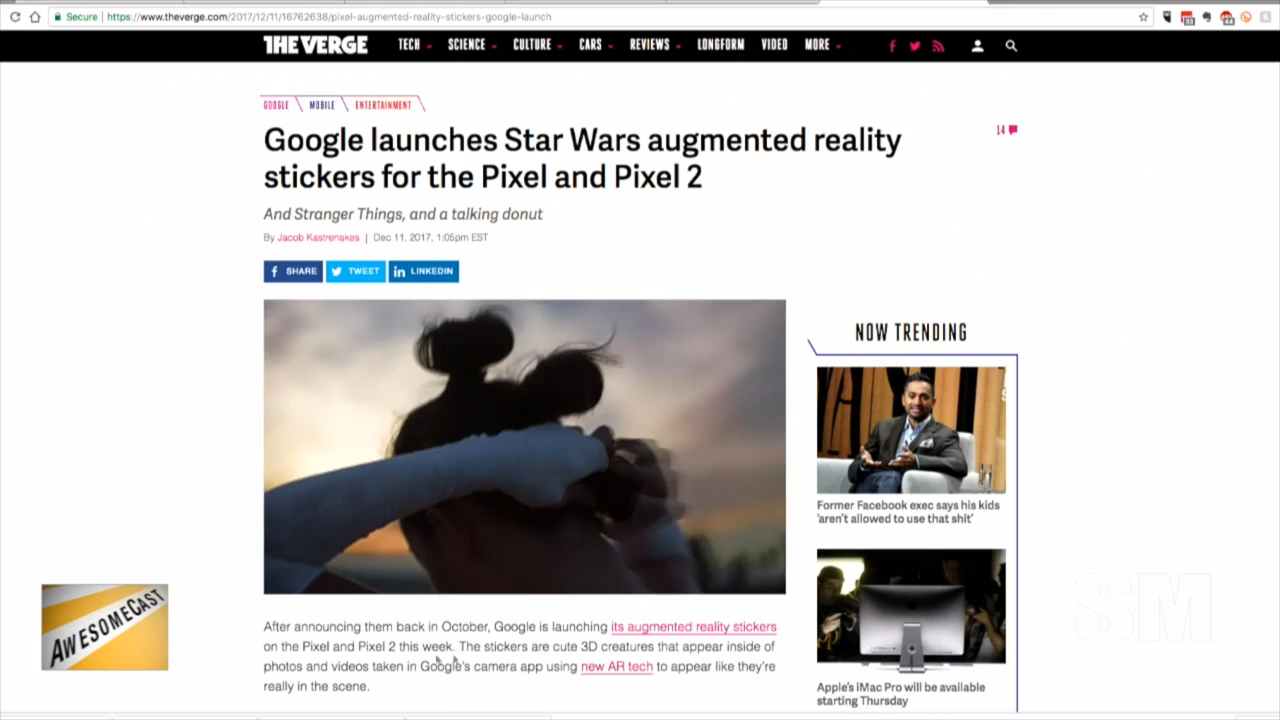 Secure | https://www.theverge.com/2017/12/11/16762638/pixel-augmented-reality-stickers-google-launch
THE VERGE TECH SCIENCE CULTURE CARS REVIEWS LONGFORM VIDEO MORE
GOOGLE MOBILE ENTERTAINMENT
Google launches Star Wars augmented reality
stickers for the Pixel and Pixel 2
14
And Stranger Things, and a talking donut
By Jacob Kastrenakes | Dec 11, 2017, 1:05pm EST
SHARE TWEET LINKEDIN
NOW TRENDING
Former Facebook exec says his kids
'aren't allowed to use that shit'
Apple's iMac Pro will be available
starting Thursday
After announcing them back in October, Google is launching its augmented reality stickers
on the Pixel and Pixel 2 this week. The stickers are cute 3D creatures that appear inside of
photos and videos taken in Google's camera app using new AR tech to appear like they're
really in the scene.
AWESOMECAST
SM